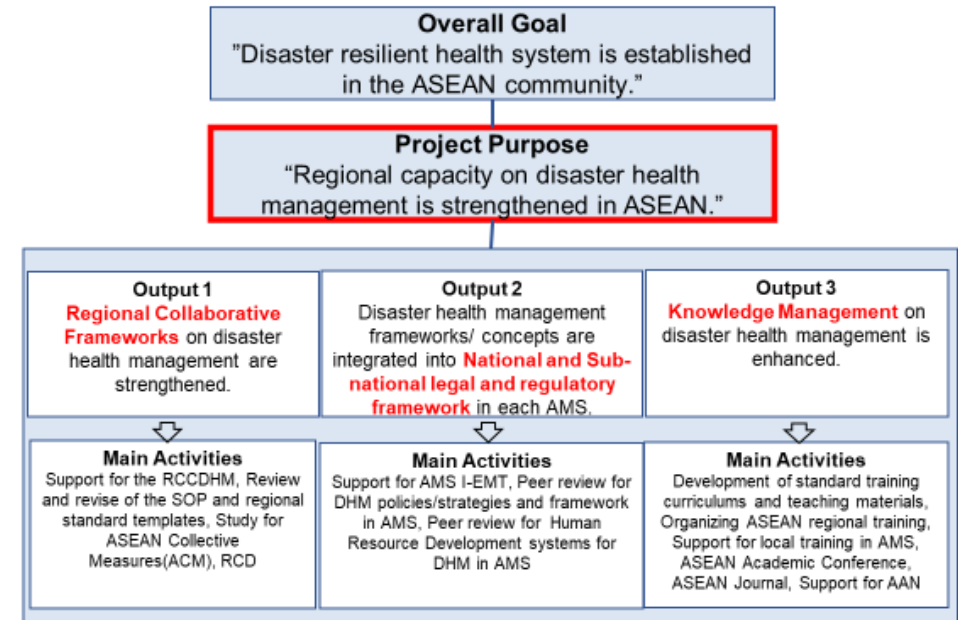 Overall Goal
”Disaster resilient health system is established
in the ASEAN community.”
Project Purpose
“Regional capacity on disaster health
management is strengthened in ASEAN.”
Output 1
Regional Collaborative
Frameworks on disaster
health management are
strengthened.
Output 2
Disaster health management
frameworks/ concepts are
integrated into National and Sub-
national legal and regulatory
framework in each AMS.
Output 3
Knowledge Management on
disaster health management is
enhanced.
Main Activities
Support for the RCCDHM, Review
and revise of the SOP and regional
standard templates, Study for
ASEAN Collective
Measures(ACM), RCD
Main Activities
Support for AMS I-EMT, Peer review for
DHM policies/strategies and framework
in AMS, Peer review for Human
Resource Development systems for
DHM in AMS
Main Activities
Development of standard training
curriculums and teaching materials,
Organizing ASEAN regional training,
Support for local training in AMS,
ASEAN Academic Conference,
ASEAN Journal, Support for AAN